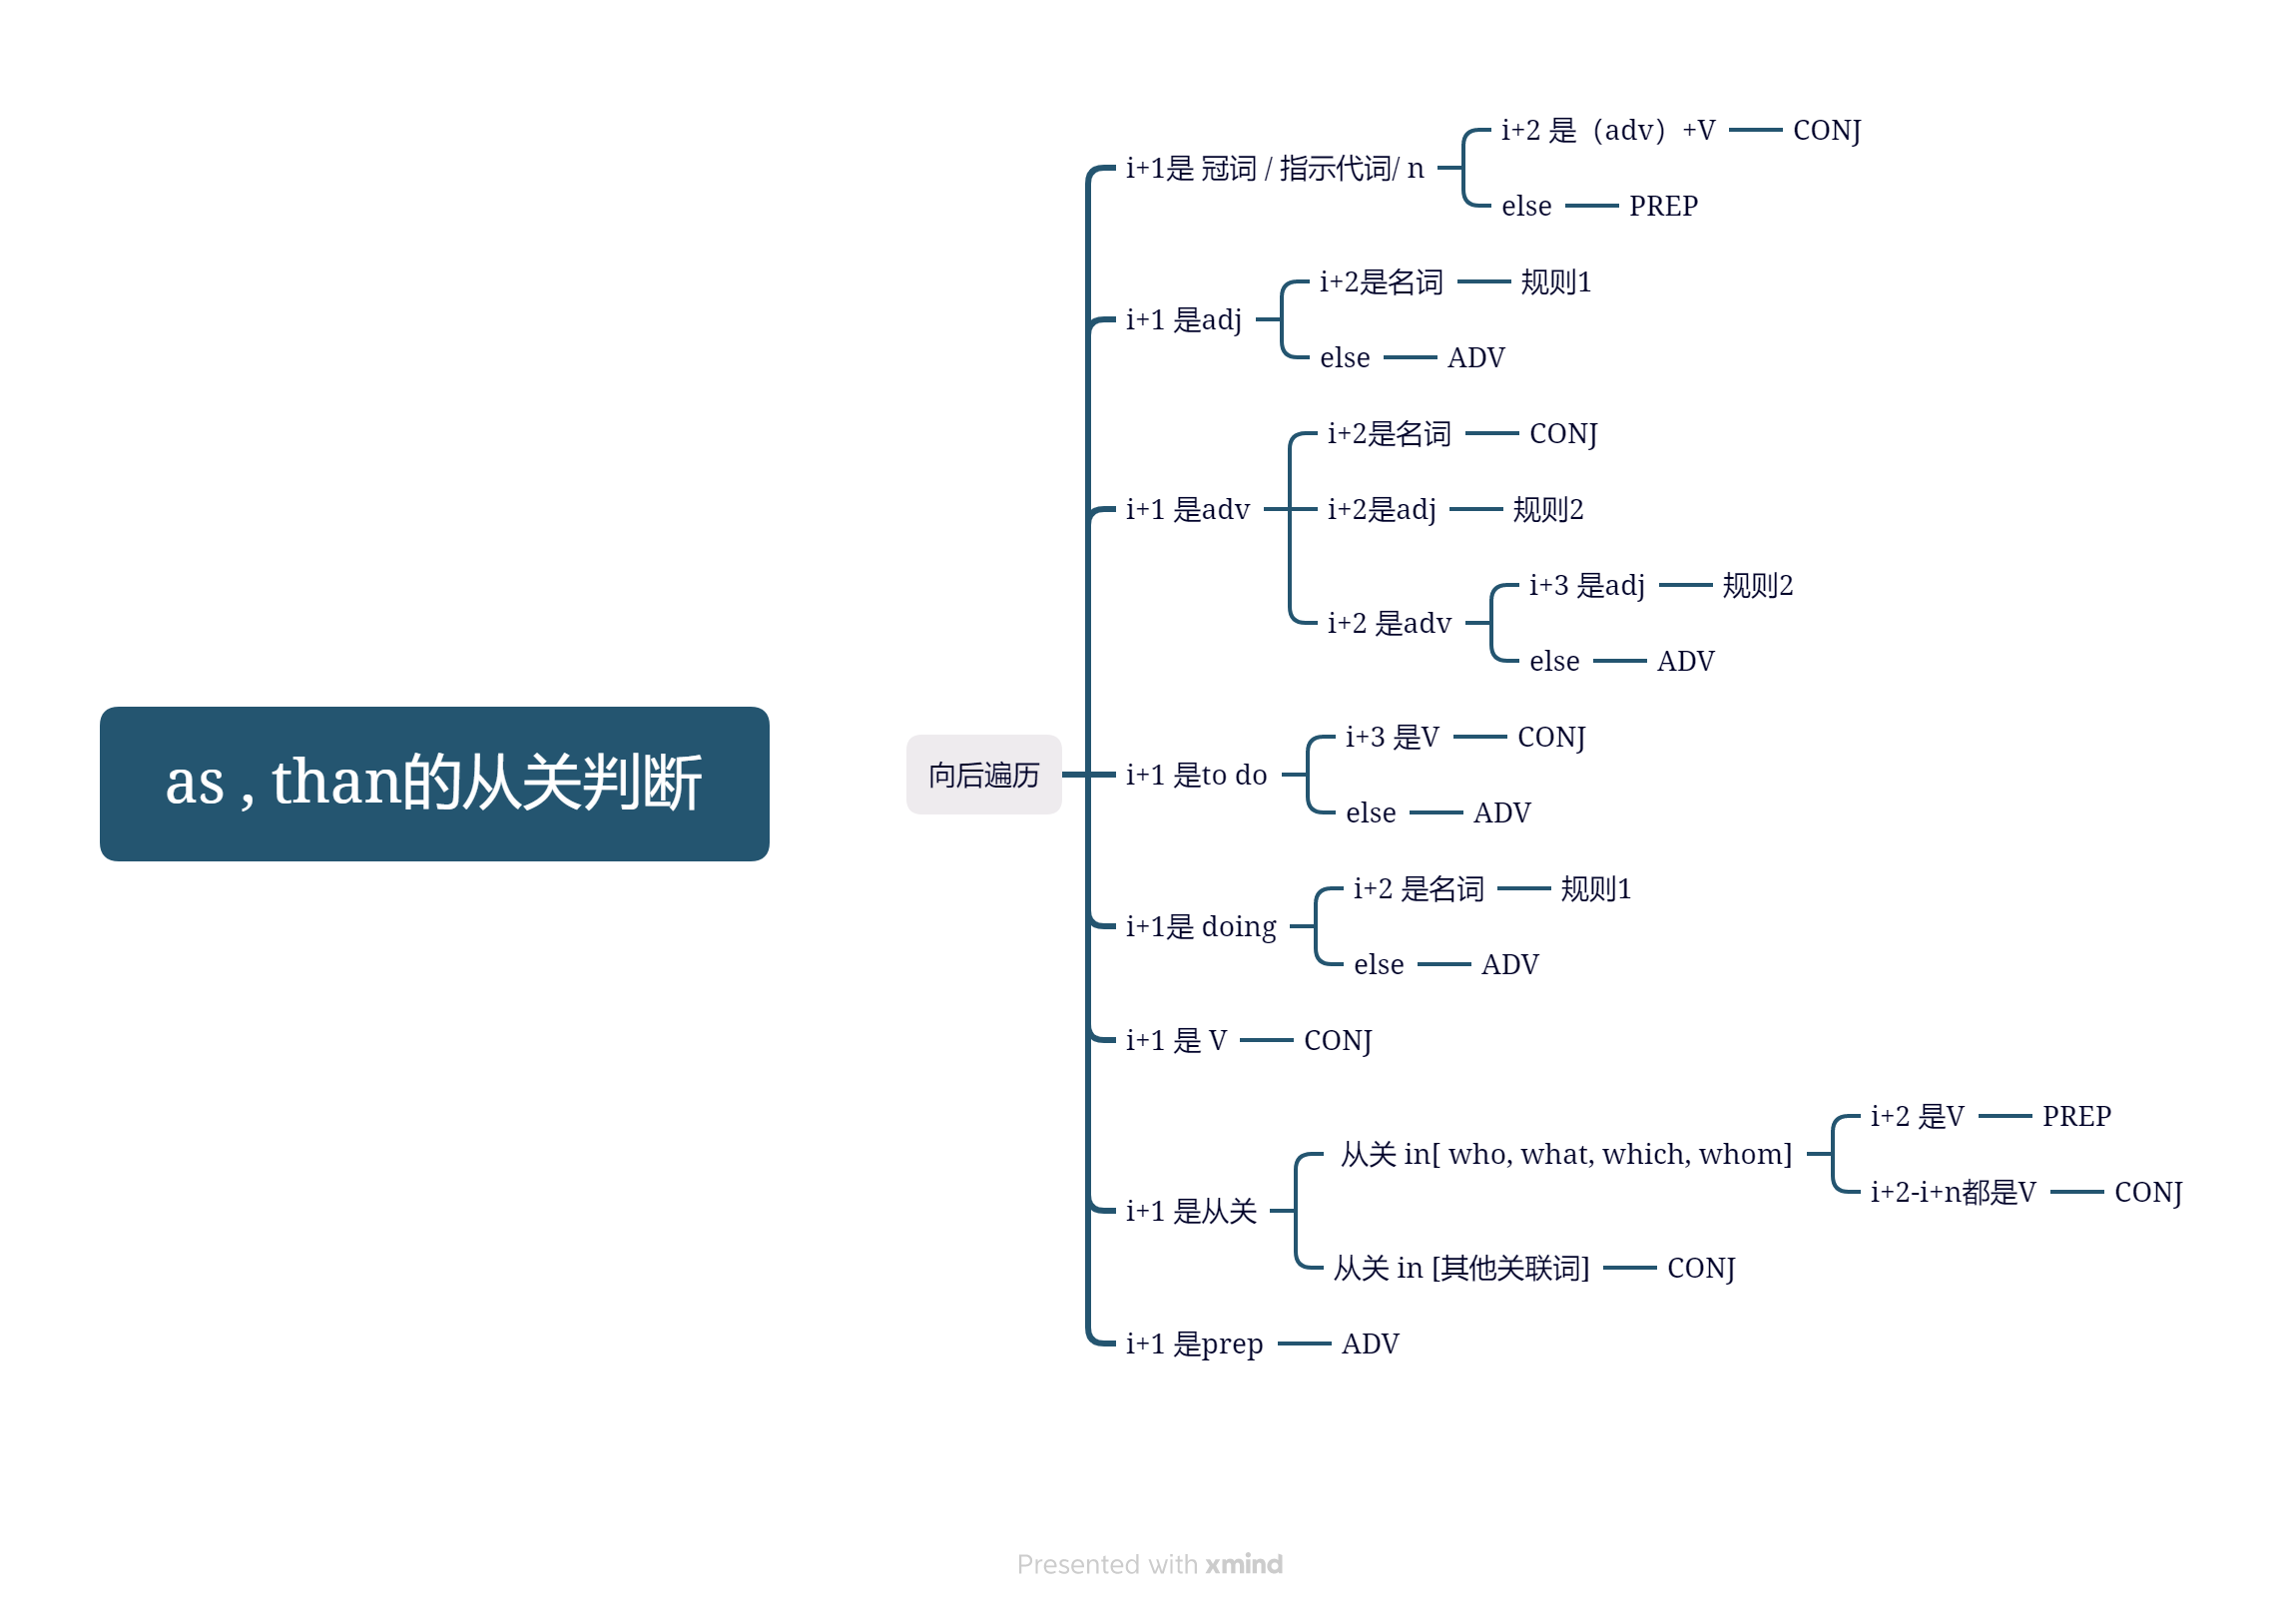 as , than的从关判断
向后遍历
i+1是 冠词 / 指示代词/ n
i+2 是（adv）+V
CONJ
else
PREP
i+1 是adj
i+2是名词
规则1
else
ADV
i+1 是adv
i+2是名词
CONJ
i+2是adj
规则2
i+2 是adv
i+3 是adj
规则2
else
ADV
i+1 是to do
i+3 是V
CONJ
else
ADV
i+1是 doing
i+2 是名词
规则1
else
ADV
i+1 是 V
CONJ
i+1 是从关
从关 in[ who, what, which, whom]
i+2 是V
PREP
i+2-i+n都是V
CONJ
从关 in [其他关联词]
CONJ
i+1 是prep
ADV
Presented with xmind